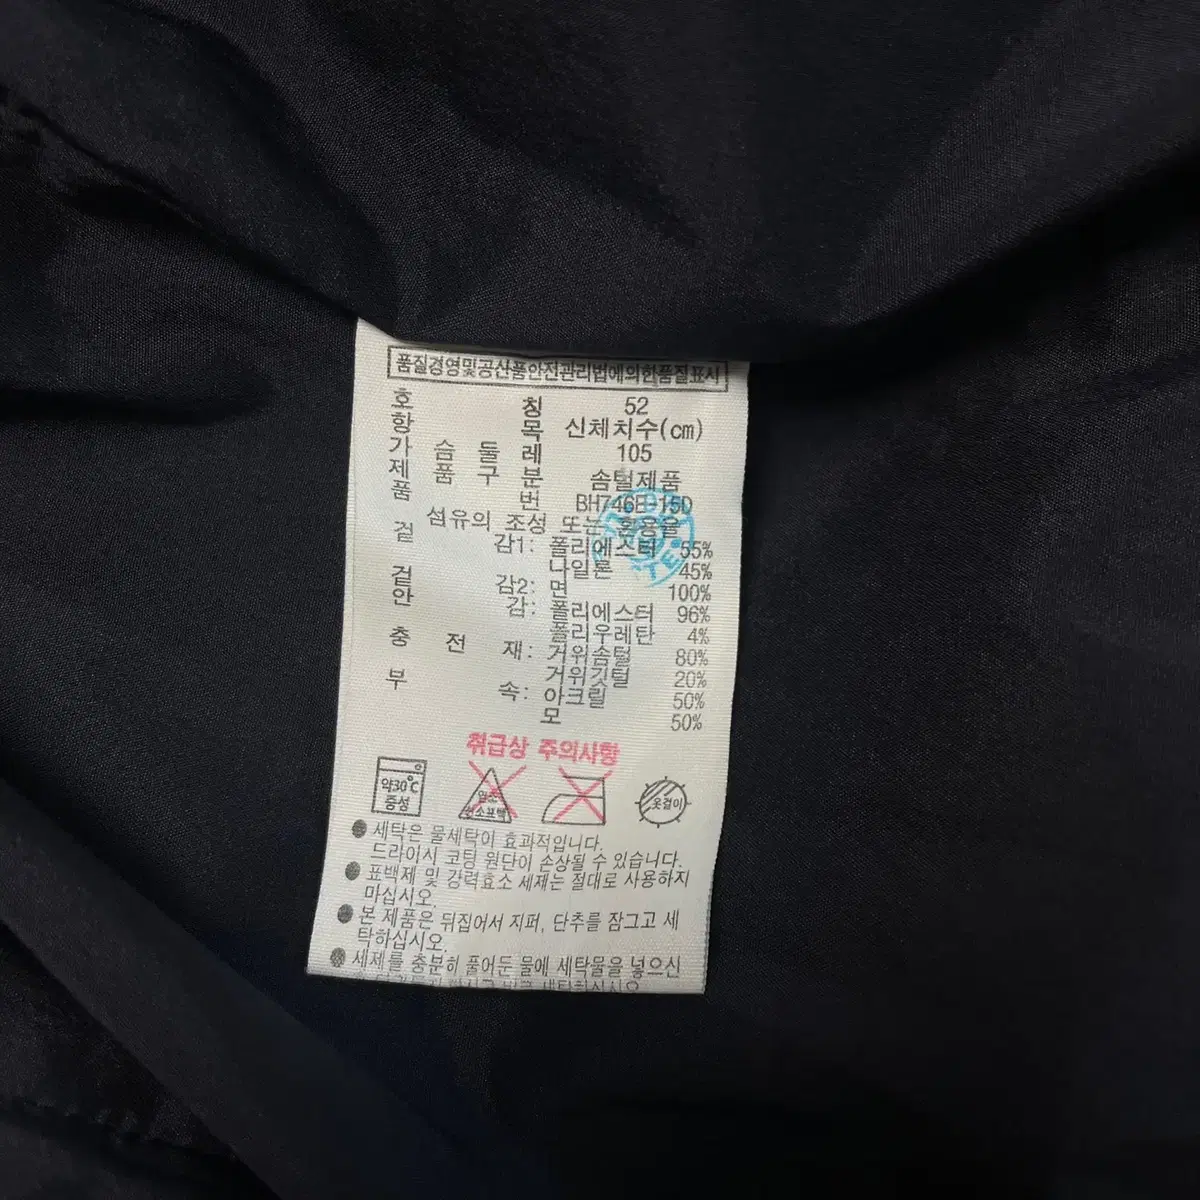 품질경영및공산품안전관리법에의한품질표시
호 칭 52
항 목 신체치수(cm)
가 슴 둘 레 105
제 품 구 분 솜털제품
품 번 BH746E-15D
섬유의 조성 또는 혼용율
겉 감1: 폴리에스터 55%
나일론 45%
겉 감2: 면 100%
안 감: 폴리에스터 96%
폴리우레탄 4%
충 전 재: 거위솜털 80%
거위깃털 20%
부 속: 아크릴 50%
모 50%
취급상 주의사항
약30℃
중성
염소
염소표백
옷걸이
● 세탁은 물세탁이 효과적입니다.
드라이시 코팅 원단이 손상될 수 있습니다.
● 표백제 및 강력효소 세제는 절대로 사용하지
마십시오.
● 본 제품은 뒤집어서 지퍼, 단추를 잠그고 세
탁하십시오.
● 세제를 충분히 풀어둔 물에 세탁물을 넣으신